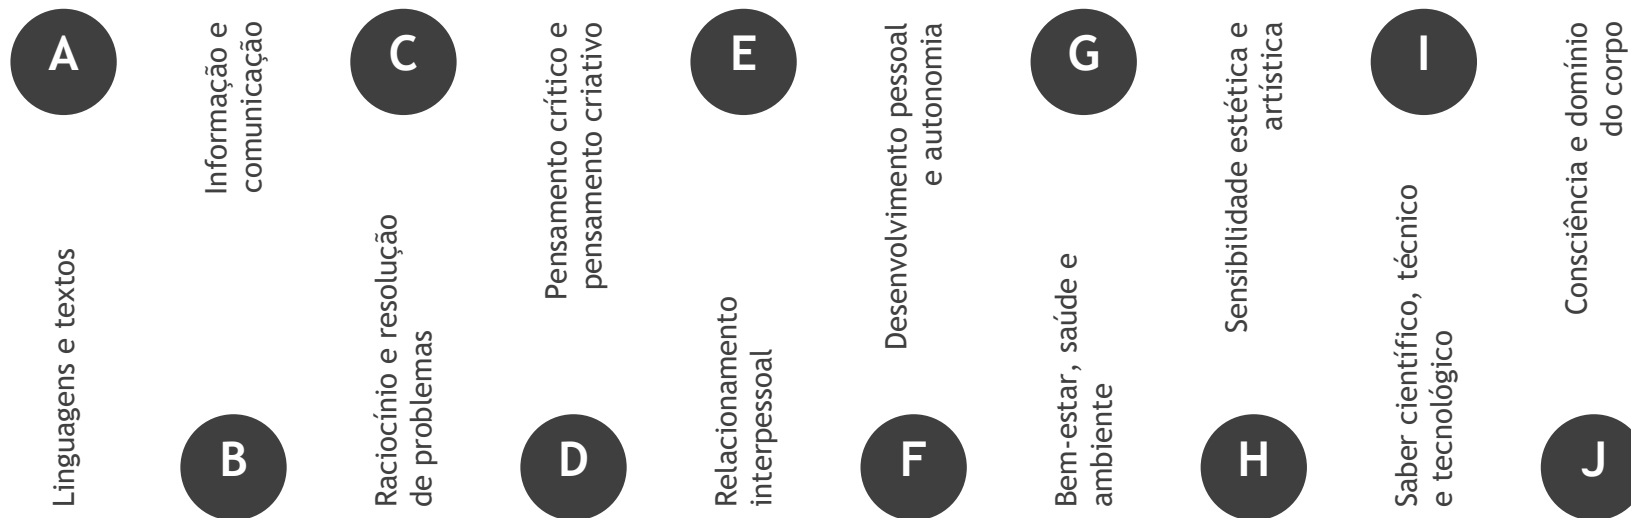 A
Linguagens e textos
B
Informação e
comunicação
C
Raciocínio e resolução
de problemas
D
Pensamento crítico e
pensamento criativo
E
Relacionamento
interpessoal
F
Desenvolvimento pessoal
e autonomia
G
Bem-estar, saúde e
ambiente
H
Sensibilidade estética e
artística
I
Saber científico, técnico
e tecnológico
J
Consciência e domínio
do corpo